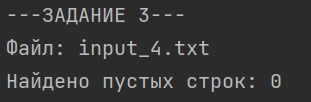 ---ЗАДАНИЕ 3---
Файл: input_4.txt
Найдено пустых строк: 0